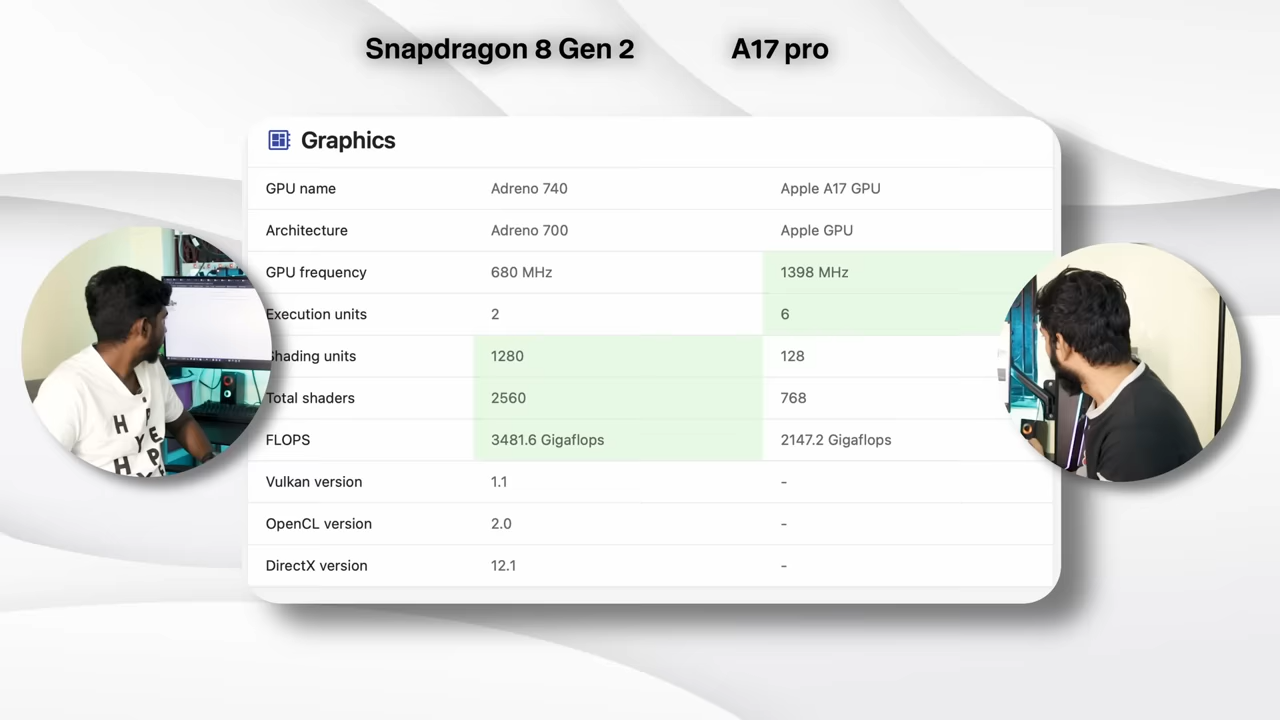 Snapdragon 8 Gen 2 A17 pro
Graphics
GPU name Adreno 740 Apple A17 GPU
Architecture Adreno 700 Apple GPU
GPU frequency 680 MHz 1398 MHz
Execution units 2 6
Shading units 1280 128
Total shaders 2560 768
FLOPS 3481.6 Gigaflops 2147.2 Gigaflops
Vulkan version 1.1 -
OpenCL version 2.0 -
DirectX version 12.1 -